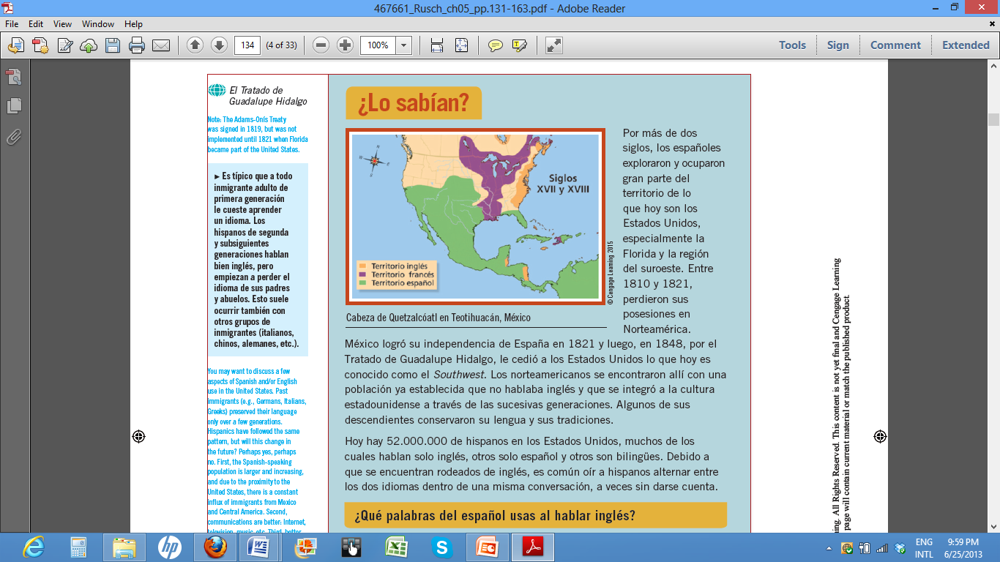 467661_Rusch_ch05_pp.131-163.pdf - Adobe Reader
File Edit View Window Help
134 (4 of 33) 100% Tools Sign Comment Extended
El Tratado de
Guadalupe Hidalgo
Note: The Adams-Onís Treaty
was signed in 1819, but was not
implemented until 1821 when Florida
became part of the United States.
► Es típico que a todo
inmigrante adulto de
primera generación
le cueste aprender
un idioma. Los
hispanos de segunda
y subsiguientes
generaciones hablan
bien inglés, pero
empiezan a perder el
idioma de sus padres
y abuelos. Esto suele
ocurrir también con
otros grupos de
inmigrantes (italianos,
chinos, alemanes, etc.).
You may want to discuss a few
aspects of Spanish and/or English
use in the United States. Past
immigrants (e.g., Germans, Italians,
Greeks) preserved their language
only over a few generations.
Hispanics have followed the same
pattern, but will this change in
the future? Perhaps yes, perhaps
no. First, the Spanish-speaking
population is larger and increasing,
and due to the proximity to the
United States, there is a constant
influx of immigrants from Mexico
and Central America. Second,
communications are better: Internet,
television, music, etc. Third, better
¿Lo sabían?
Siglos
XVII y XVIII
Territorio inglés
Territorio francés
Territorio español
© Cengage Learning 2015
Cabeza de Quetzalcóatl en Teotihuacán, México
Por más de dos
siglos, los españoles
exploraron y ocuparon
gran parte del
territorio de lo
que hoy son los
Estados Unidos,
especialmente la
Florida y la región
del suroeste. Entre
1810 y 1821,
perdieron sus
posesiones en
Norteamérica.
México logró su independencia de España en 1821 y luego, en 1848, por el
Tratado de Guadalupe Hidalgo, le cedió a los Estados Unidos lo que hoy es
conocido como el Southwest. Los norteamericanos se encontraron allí con una
población ya establecida que no hablaba inglés y que se integró a la cultura
estadounidense a través de las sucesivas generaciones. Algunos de sus
descendientes conservaron su lengua y sus tradiciones.
Hoy hay 52.000.000 de hispanos en los Estados Unidos, muchos de los
cuales hablan solo inglés, otros solo español y otros son bilingües. Debido a
que se encuentran rodeados de inglés, es común oír a hispanos alternar entre
los dos idiomas dentro de una misma conversación, a veces sin darse cuenta.
¿Qué palabras del español usas al hablar inglés?
ning. All Rights Reserved. This content is not yet final and Cengage Learning
page will contain current material or match the published product.
hp
ENG
INTL
9:59 PM
6/25/2013